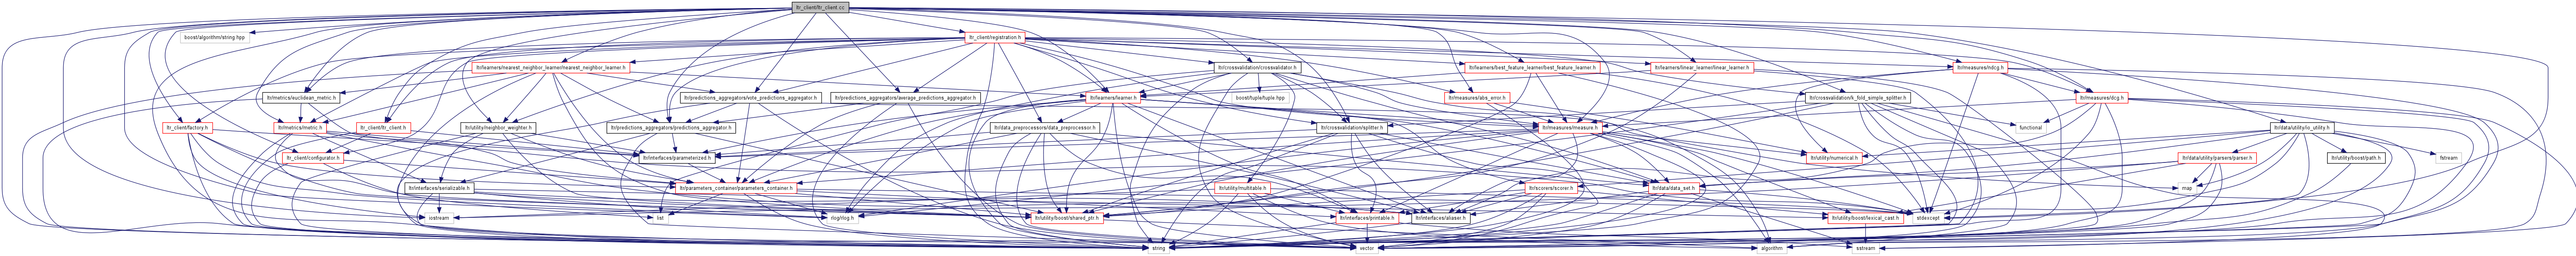 ltr_client/ltr_client.cc
boost/algorithm/string.hpp
ltr_client/registration.h
ltr/learners/nearest_neighbor_learner/nearest_neighbor_learner.h
ltr/crossvalidation/crossvalidator.h
ltr/learners/best_feature_learner/best_feature_learner.h
ltr/learners/linear_learner/linear_learner.h
ltr/measures/ndcg.h
ltr/metrics/euclidean_metric.h
ltr/predictions_aggregators/vote_predictions_aggregator.h
ltr/predictions_aggregators/average_predictions_aggregator.h
ltr/learners/learner.h
boost/tuple/tuple.hpp
ltr/measures/abs_error.h
ltr/crossvalidation/k_fold_simple_splitter.h
ltr/measures/dcg.h
ltr_client/factory.h
ltr/metrics/metric.h
ltr_client/ltr_client.h
ltr/utility/neighbor_weighter.h
ltr/predictions_aggregators/predictions_aggregator.h
ltr/data_preprocessors/data_preprocessor.h
ltr/crossvalidation/splitter.h
ltr/measures/measure.h
functional
ltr/data/utility/io_utility.h
ltr_client/configurator.h
ltr/interfaces/parameterized.h
ltr/utility/numerical.h
ltr/data/utility/parsers/parser.h
ltr/utility/boost/path.h
fstream
ltr/interfaces/serializable.h
ltr/parameters_container/parameters_container.h
ltr/utility/multitable.h
ltr/scorers/scorer.h
ltr/data/data_set.h
map
map
iostream
list
rlog/rlog.h
ltr/utility/boost/shared_ptr.h
ltr/interfaces/printable.h
ltr/interfaces/aliaser.h
ltr/utility/boost/lexical_cast.h
stdexcept
string
vector
algorithm
sstream